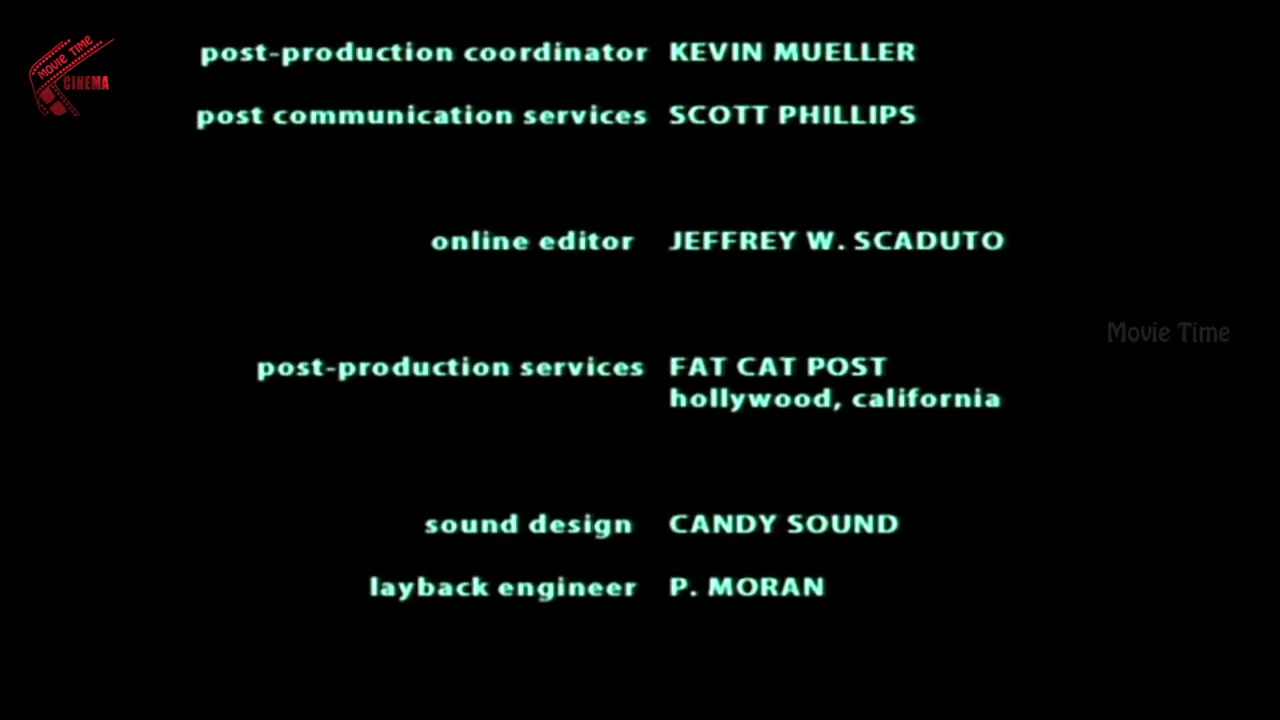 MOVIE TIME
CINEMA
post-production coordinator KEVIN MUELLER
post communication services SCOTT PHILLIPS
online editor JEFFREY W. SCADUTO
Movie Time
post-production services FAT CAT POST
hollywood, california
sound design CANDY SOUND
layback engineer P. MORAN